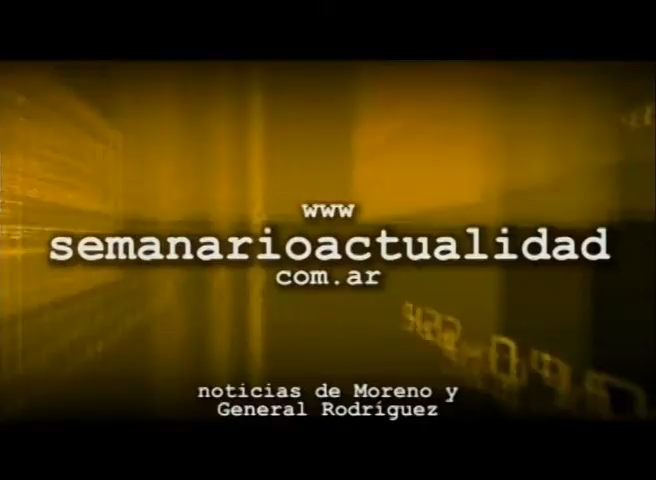 www
semanarioactualidad
com.ar
noticias de Moreno y
General Rodríguez